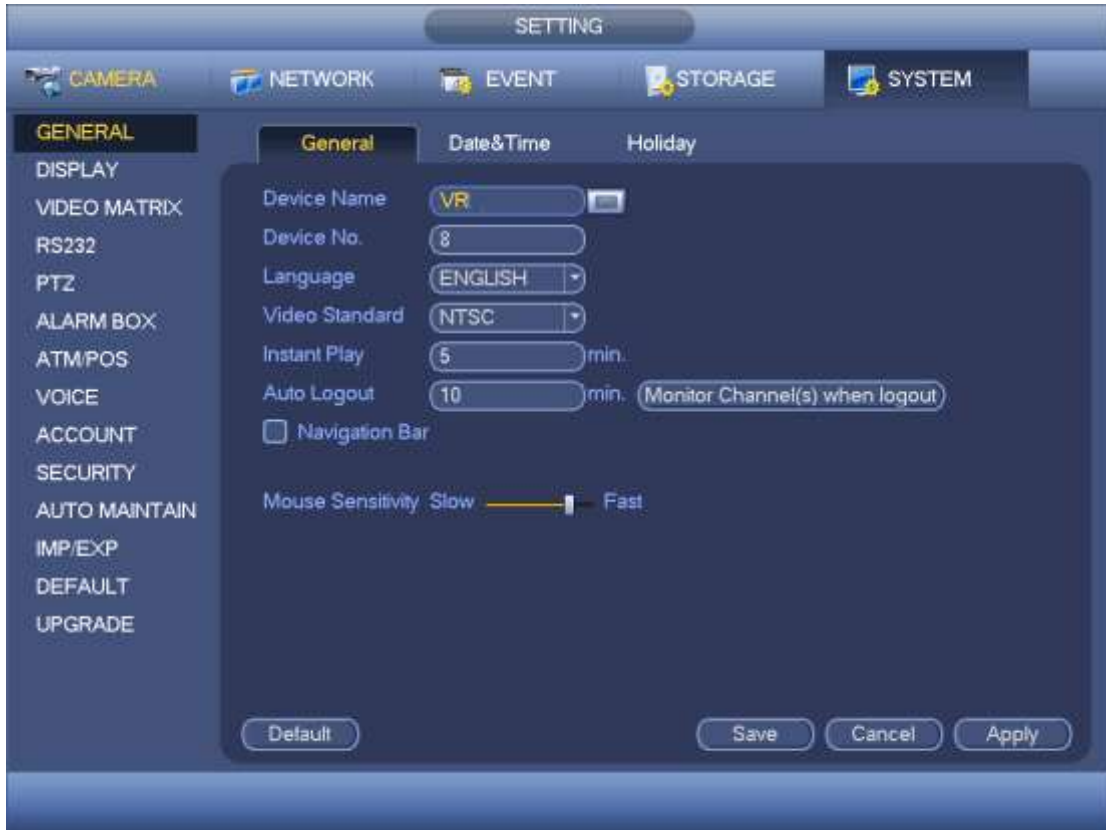 SETTING
CAMERA NETWORK EVENT STORAGE SYSTEM
GENERAL
DISPLAY
VIDEO MATRIX
RS232
PTZ
ALARM BOX
ATM/POS
VOICE
ACCOUNT
SECURITY
AUTO MAINTAIN
IMP/EXP
DEFAULT
UPGRADE
General Date&Time Holiday
Device Name VR
Device No. 8
Language ENGLISH
Video Standard NTSC
Instant Play 5 min.
Auto Logout 10 min. Monitor Channel(s) when logout
Navigation Bar
Mouse Sensitivity Slow Fast
Default Save Cancel Apply